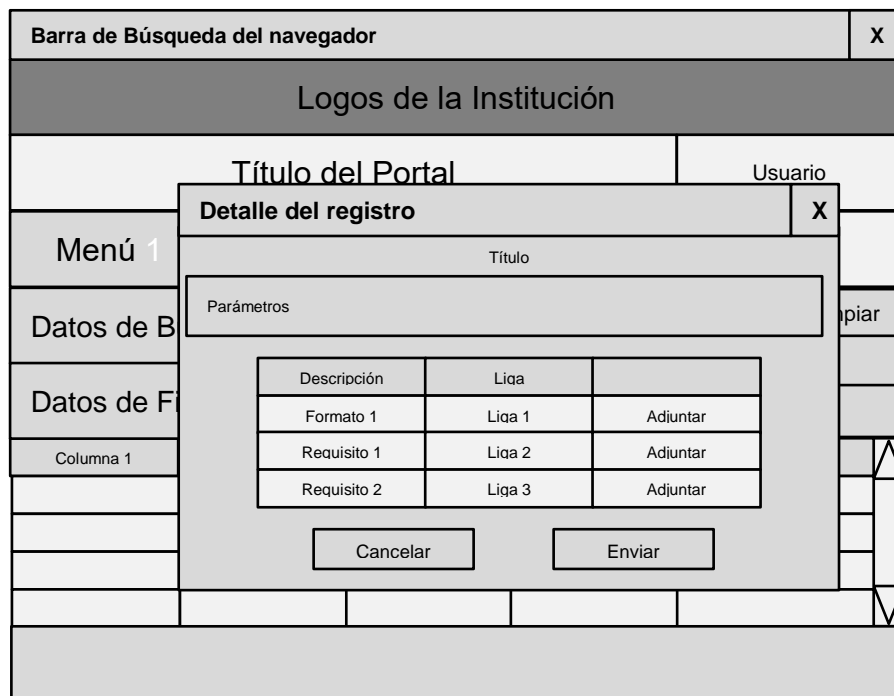 Barra de Búsqueda del navegador X
Logos de la Institución
Título del Portal Usuario
Detalle del registro X
Menú 1
Título
Parámetros
Datos de B
piar
Descripción Liga
Datos de Fi
Formato 1 Liga 1 Adjuntar
Requisito 1 Liga 2 Adjuntar
Columna 1
Requisito 2 Liga 3 Adjuntar
Cancelar Enviar